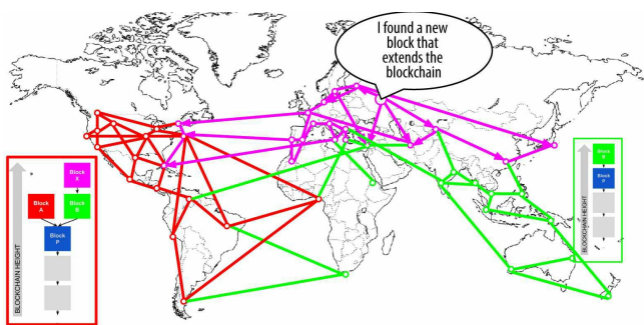 I found a new
block that
extends the
blockchain
BLOCKCHAIN HEIGHT
Block
X
Block
A
Block
B
Block
P
BLOCKCHAIN HEIGHT
Block
B
Block
P